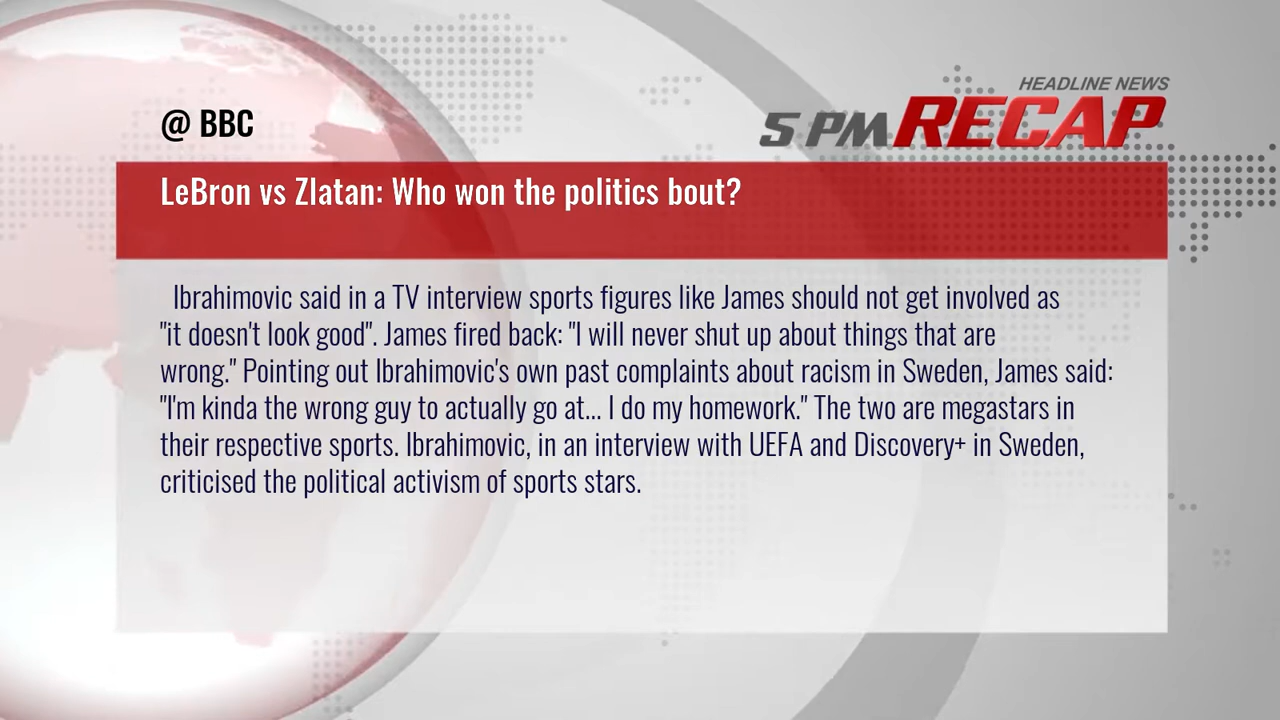 HEADLINE NEWS
@ BBC
5 PM RECAP
LeBron vs Zlatan: Who won the politics bout?
Ibrahimovic said in a TV interview sports figures like James should not get involved as
"it doesn't look good". James fired back: "I will never shut up about things that are
wrong." Pointing out Ibrahimovic's own past complaints about racism in Sweden, James said:
"I'm kinda the wrong guy to actually go at... I do my homework." The two are megastars in
their respective sports. Ibrahimovic, in an interview with UEFA and Discovery+ in Sweden,
criticised the political activism of sports stars.